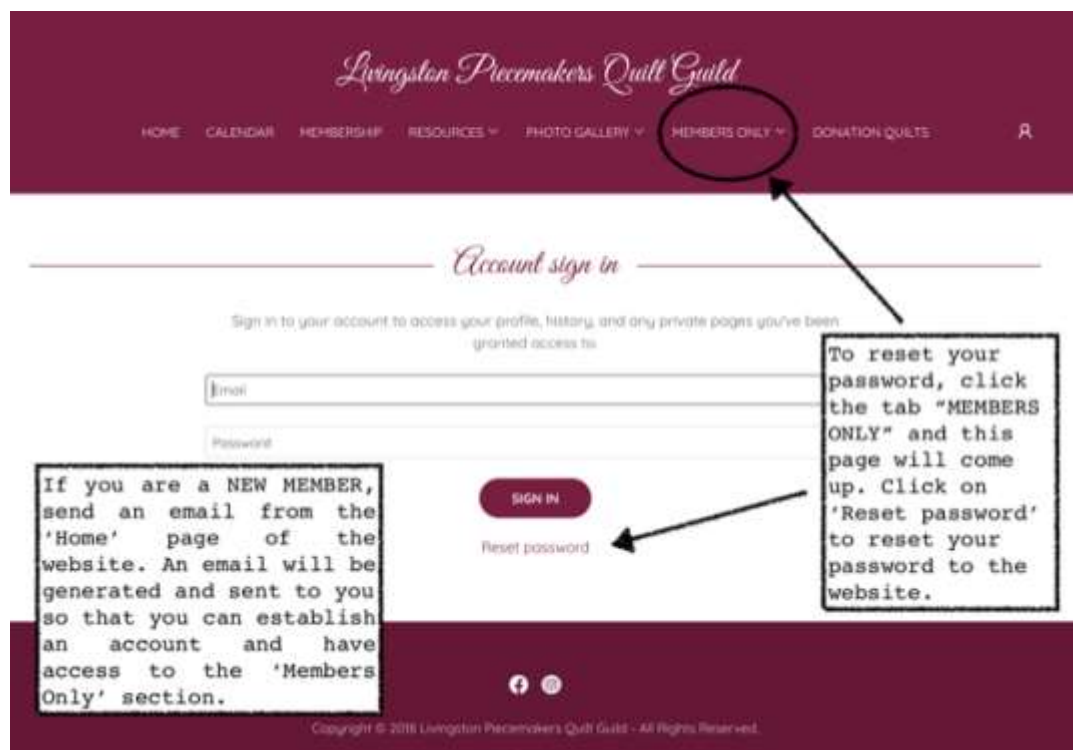 Livingston Piecemakers Quilt Guild
HOME CALENDAR MEMBERSHIP RESOURCES PHOTO GALLERY MEMBERS ONLY DONATION QUILTS
Account sign in
Sign in to your account to access your profile, history, and any private pages you've been
granted access to.
Email
Password
SIGN IN
Reset password
To reset your
password, click
the tab "MEMBERS
ONLY" and this
page will come
up. Click on
'Reset password'
to reset your
password to the
website.
If you are a NEW MEMBER,
send an email from the
'Home' page of the
website. An email will be
generated and sent to you
so that you can establish
an account and have
access to the 'Members
Only' section.
Copyright © 2018 Livingston Piecemakers Quilt Guild - All Rights Reserved.